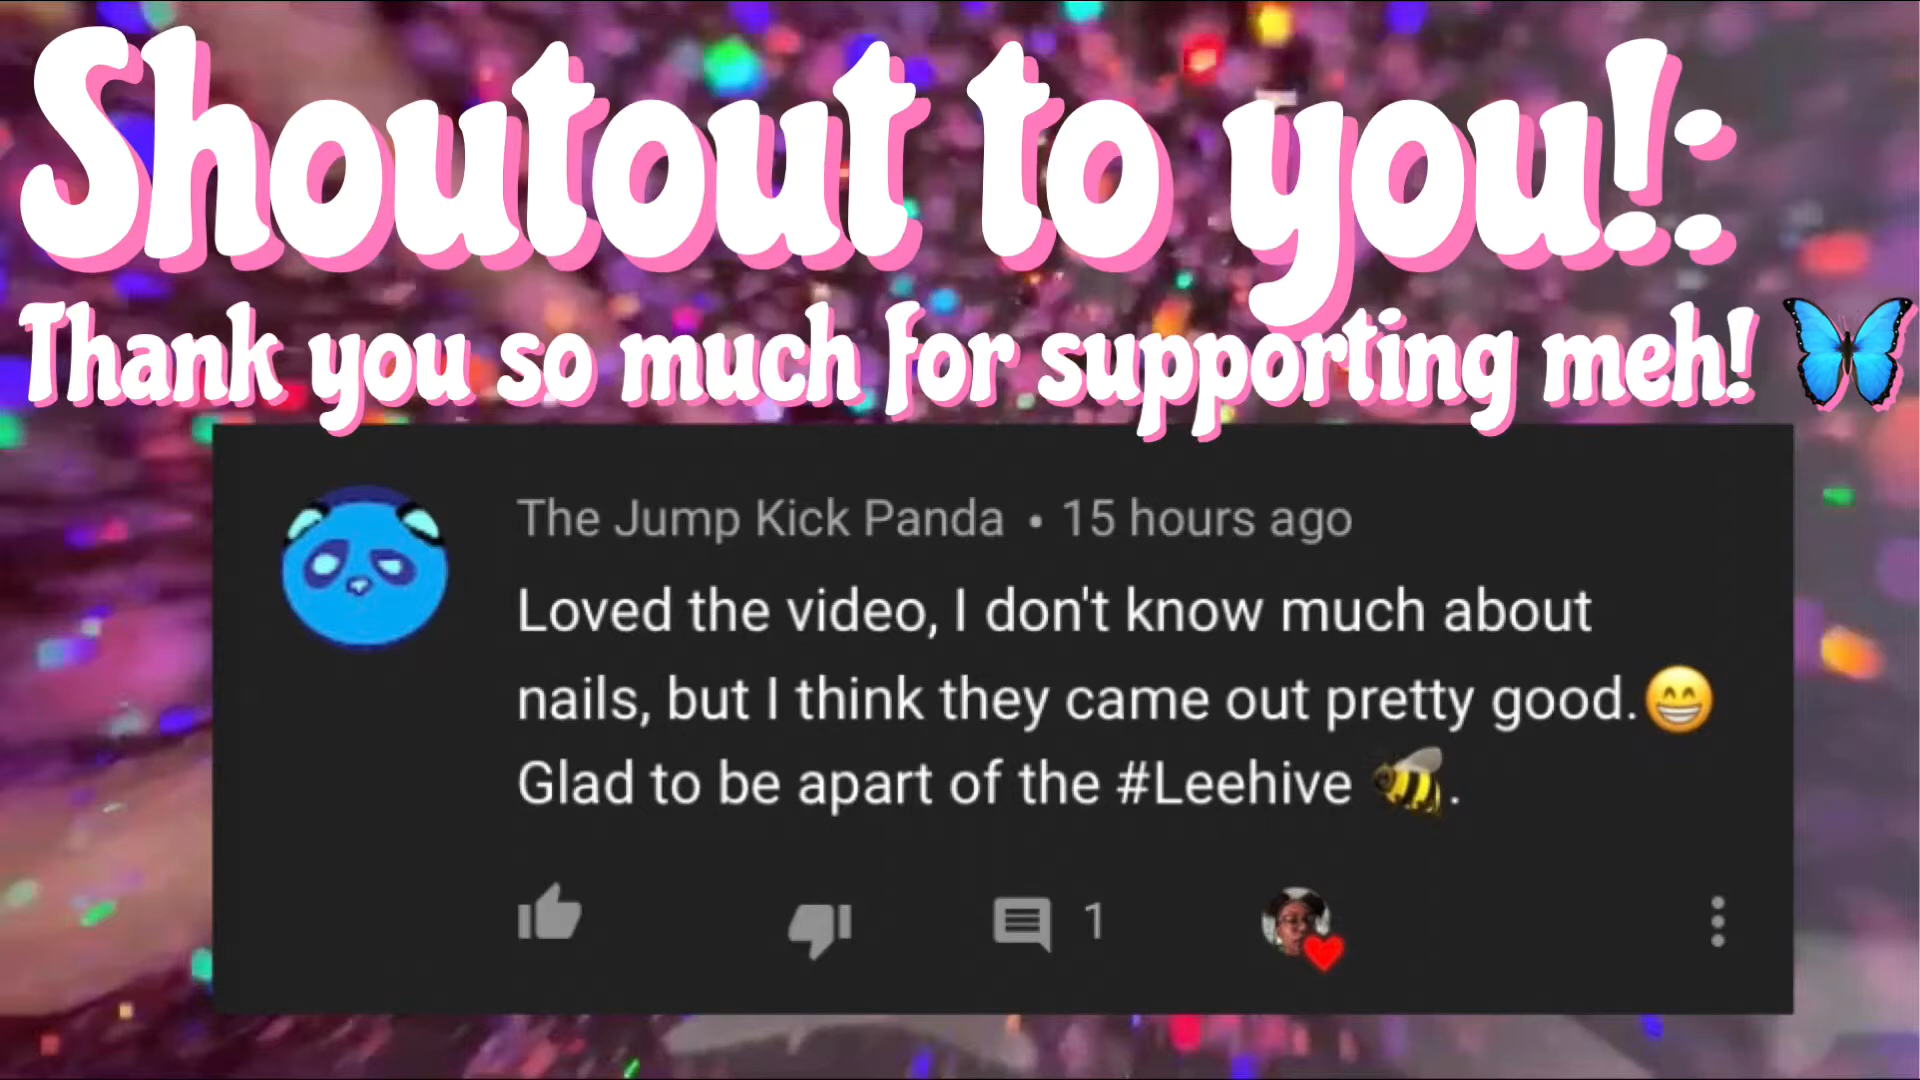 Shoutout to you!:
Thank you so much for supporting meh! 🦋
The Jump Kick Panda • 15 hours ago
Loved the video, I don't know much about
nails, but I think they came out pretty good.😁
Glad to be apart of the #Leehive 🐝.
1